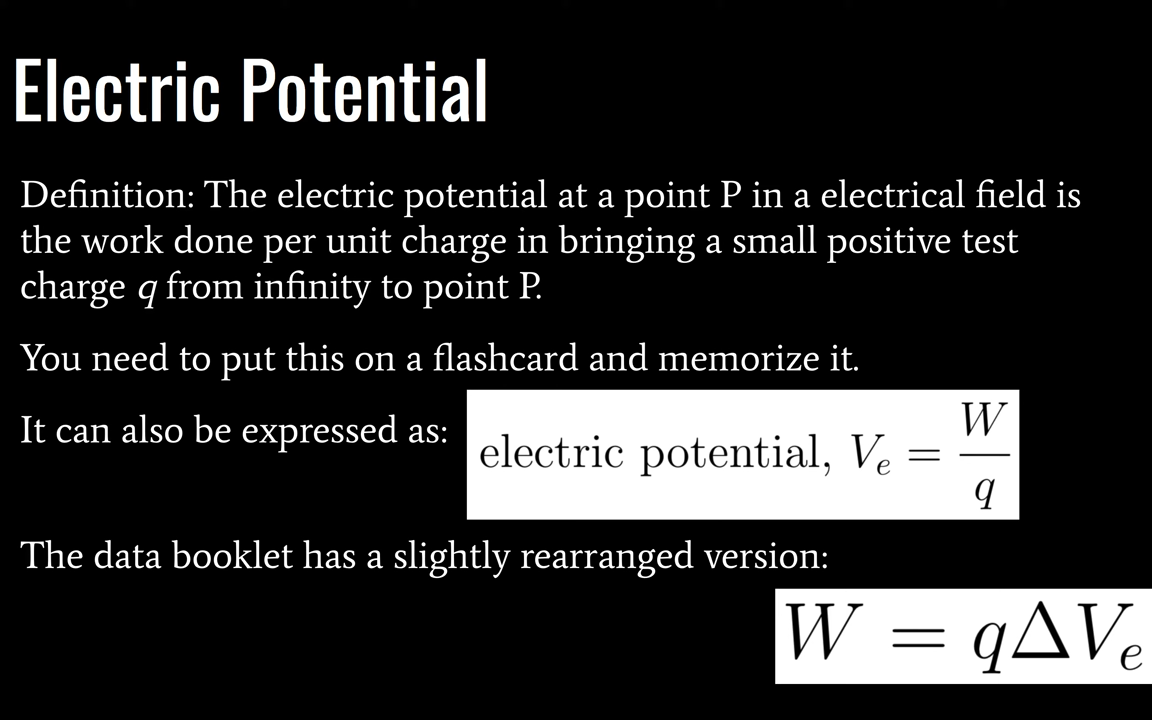 Electric Potential
Definition: The electric potential at a point P in a electrical field is
the work done per unit charge in bringing a small positive test
charge q from infinity to point P.
You need to put this on a flashcard and memorize it.
It can also be expressed as:
electric potential, Vₑ = W/q
The data booklet has a slightly rearranged version:
W = qΔVₑ